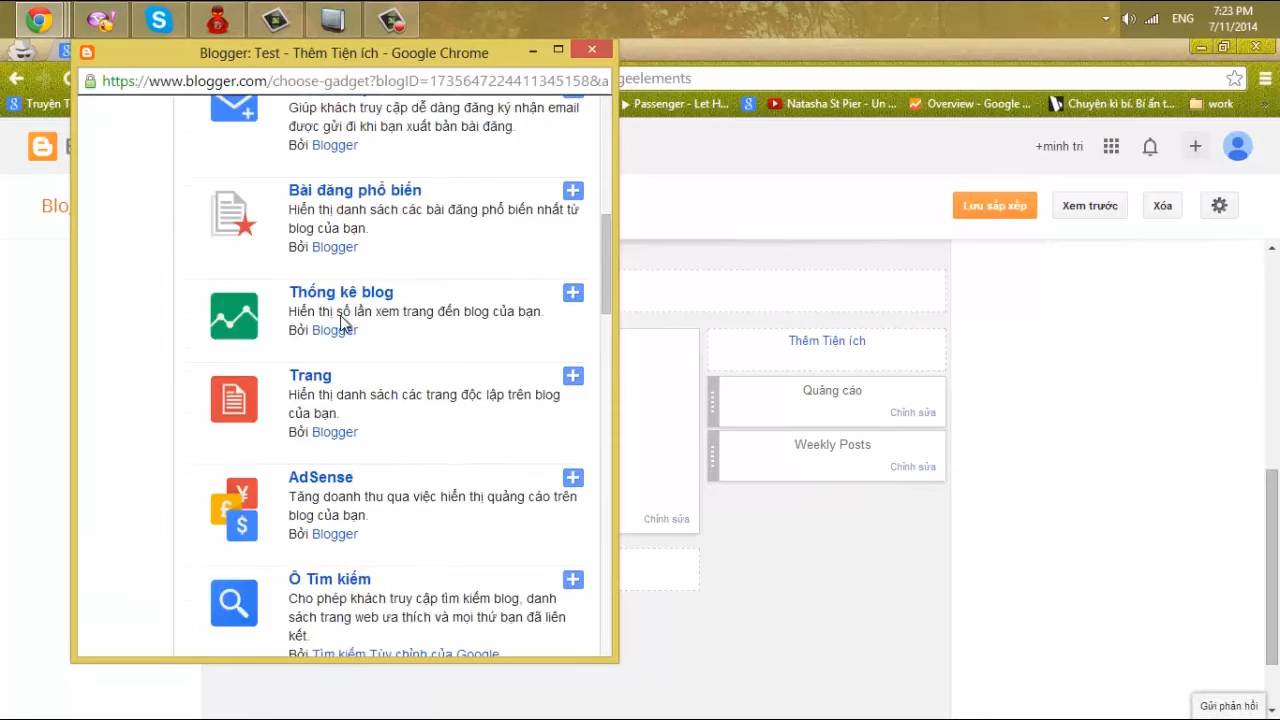 7:23 PM
ENG
7/11/2014
Blogger: Test - Thêm Tiện ích - Google Chrome
https://www.blogger.com/choose-gadget?blogID=1735647224411345158&a
geelements
Truyện T
Passenger - Let H...
Natasha St Pier - Un ...
Overview - Google ...
Chuyện kì bí. Bí ẩn t...
work
+minh tri
Blog
Lưu sắp xếp
Xem trước
Xóa
Giúp khách truy cập dễ dàng đăng ký nhận email
được gửi đi khi bạn xuất bản bài đăng.
Bởi Blogger
Bài đăng phổ biến
Hiển thị danh sách các bài đăng phổ biến nhất từ
blog của bạn.
Bởi Blogger
Thống kê blog
Hiển thị số lần xem trang đến blog của bạn.
Bởi Blogger
Trang
Hiển thị danh sách các trang độc lập trên blog
của bạn.
Bởi Blogger
AdSense
Tăng doanh thu qua việc hiển thị quảng cáo trên
blog của bạn.
Bởi Blogger
Ô Tìm kiếm
Cho phép khách truy cập tìm kiếm blog, danh
sách trang web ưa thích và mọi thứ bạn đã liên
kết.
Bởi Tìm kiếm Tùy chỉnh của Google
Thêm Tiện ích
Quảng cáo
Chỉnh sửa
Weekly Posts
Chỉnh sửa
Chỉnh sửa
Gửi phản hồi